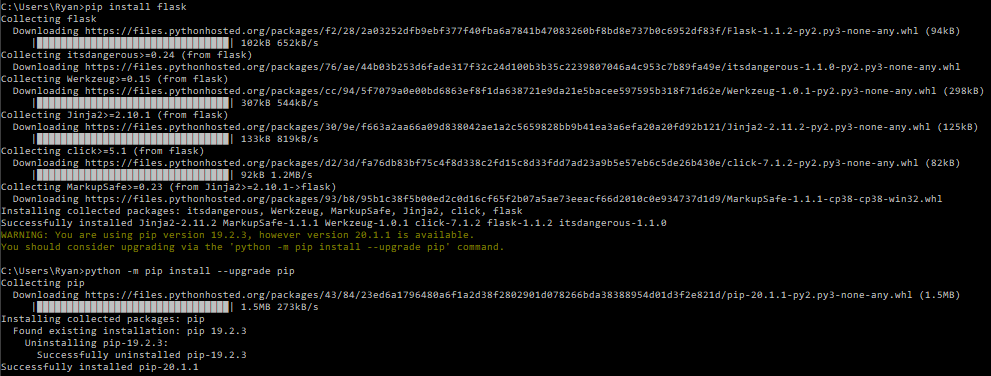 C:\Users\Ryan>pip install flask
Collecting flask
  Downloading https://files.pythonhosted.org/packages/f2/28/2a03252dfb9ebf377f40fba6a7841b47083260bf8bd8e737b0c6952df83f/Flask-1.1.2-py2.py3-none-any.whl (94kB)
     |████████████████████████████████| 102kB 652kB/s
Collecting itsdangerous>=0.24 (from flask)
  Downloading https://files.pythonhosted.org/packages/76/ae/44b03b253d6fade317f32c24d100b3b35c2239807046a4c953c7b89fa49e/itsdangerous-1.1.0-py2.py3-none-any.whl
Collecting Werkzeug>=0.15 (from flask)
  Downloading https://files.pythonhosted.org/packages/cc/94/5f7079a0e00bd6863ef8f1da638721e9da21e5bacee597595b318f71d62e/Werkzeug-1.0.1-py2.py3-none-any.whl (298kB)
     |████████████████████████████████| 307kB 544kB/s
Collecting Jinja2>=2.10.1 (from flask)
  Downloading https://files.pythonhosted.org/packages/30/9e/f663a2aa66a09d838042ae1a2c5659828bb9b41ea3a6efa20a20fd92b121/Jinja2-2.11.2-py2.py3-none-any.whl (125kB)
     |████████████████████████████████| 133kB 819kB/s
Collecting click>=5.1 (from flask)
  Downloading https://files.pythonhosted.org/packages/d2/3d/fa76db83bf75c4f8d338c2fd15c8d33fdd7ad23a9b5e57eb6c5de26b430e/click-7.1.2-py2.py3-none-any.whl (82kB)
     |████████████████████████████████| 92kB 1.2MB/s
Collecting MarkupSafe>=0.23 (from Jinja2>=2.10.1->flask)
  Downloading https://files.pythonhosted.org/packages/93/b8/95b1c38f5b00ed2c0d16cf65f2b07a5ae73eeacf66d2010c0e934737d1d9/MarkupSafe-1.1.1-cp38-cp38-win32.whl
Installing collected packages: itsdangerous, Werkzeug, MarkupSafe, Jinja2, click, flask
Successfully installed Jinja2-2.11.2 MarkupSafe-1.1.1 Werkzeug-1.0.1 click-7.1.2 flask-1.1.2 itsdangerous-1.1.0
WARNING: You are using pip version 19.2.3, however version 20.1.1 is available.
You should consider upgrading via the 'python -m pip install --upgrade pip' command.
C:\Users\Ryan>python -m pip install --upgrade pip
Collecting pip
  Downloading https://files.pythonhosted.org/packages/43/84/23ed6a1796480a6f1a2d38f2802901d078266bda38388954d01d3f2e821d/pip-20.1.1-py2.py3-none-any.whl (1.5MB)
     |████████████████████████████████| 1.5MB 273kB/s
Installing collected packages: pip
  Found existing installation: pip 19.2.3
    Uninstalling pip-19.2.3:
      Successfully uninstalled pip-19.2.3
Successfully installed pip-20.1.1